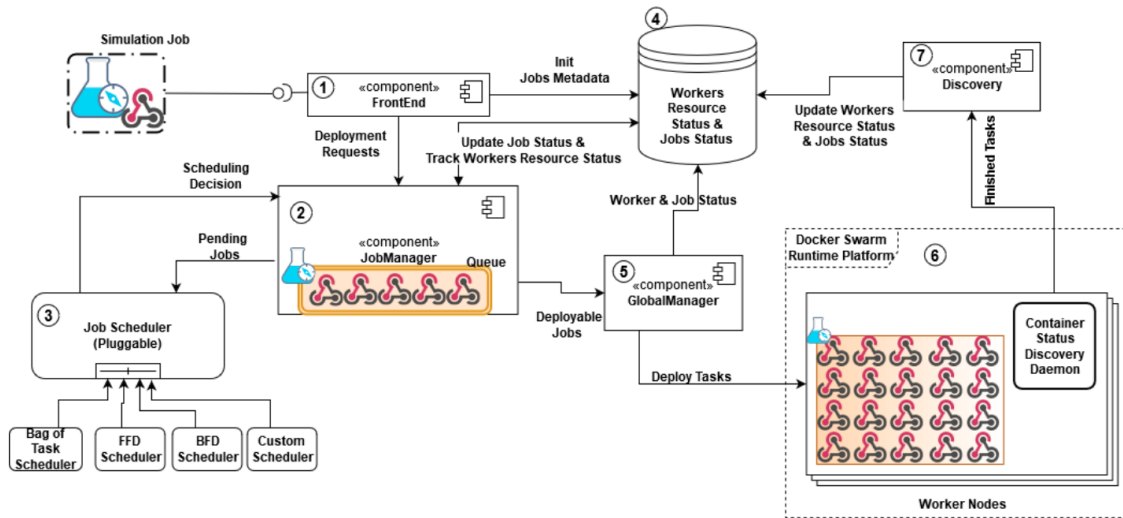 Simulation Job
1
«component»
FrontEnd
Init
Jobs Metadata
4
Workers
Resource
Status &
Jobs Status
7
«component»
Discovery
Update Workers
Resource Status
& Jobs Status
Finished Tasks
Deployment
Requests
Update Job Status &
Track Workers Resource Status
Scheduling
Decision
2
«component»
JobManager
Queue
Pending
Jobs
Worker & Job Status
5
«component»
GlobalManager
Deployable
Jobs
Deploy Tasks
3
Job Scheduler
(Pluggable)
Bag of
Task
Scheduler
FFD
Scheduler
BFD
Scheduler
Custom
Scheduler
Docker Swarm
Runtime Platform
6
Container
Status
Discovery
Daemon
Worker Nodes